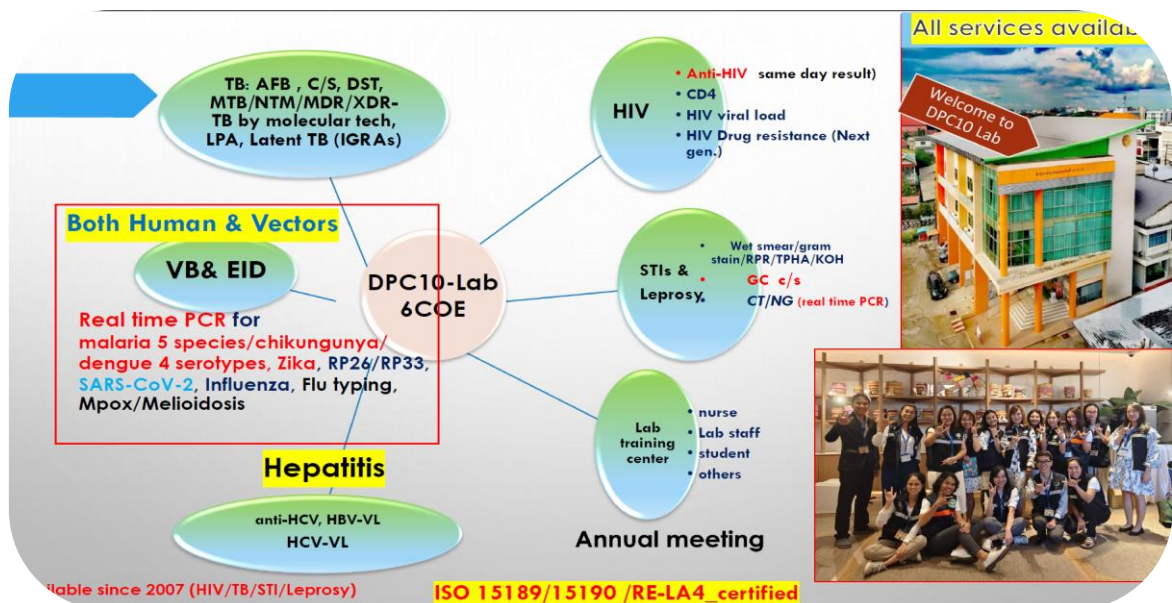 TB: AFB , C/S, DST,
MTB/NTM/MDR/XDR-
TB by molecular tech,
LPA, Latent TB (IGRAs)
HIV
• Anti-HIV same day result)
• CD4
• HIV viral load
• HIV Drug resistance (Next
gen.)
All services availab
Welcome to
DPC10 Lab
Both Human & Vectors
VB& EID
Real time PCR for
malaria 5 species/chikungunya/
dengue 4 serotypes, Zika, RP26/RP33,
SARS-CoV-2, Influenza, Flu typing,
Mpox/Melioidosis
DPC10-Lab
6COE
STIs &
Leprosy
• Wet smear/gram
stain/RPR/TPHA/KOH
• GC c/s
• CT/NG (real time PCR)
Lab
training
center
• nurse
• Lab staff
• student
• others
Hepatitis
anti-HCV, HBV-VL
HCV-VL
Annual meeting
ilable since 2007 (HIV/TB/STI/Leprosy)
ISO 15189/15190 /RE-LA4_certified